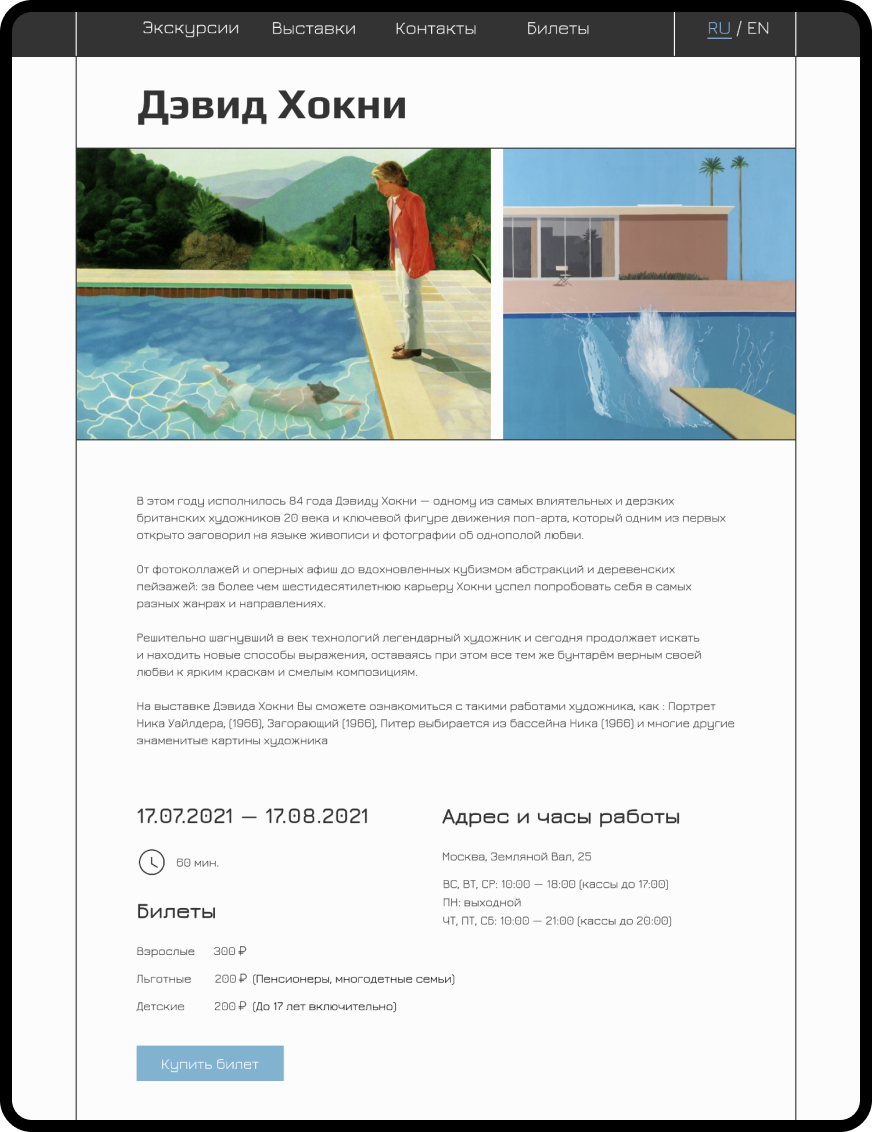 Экскурсии Выставки Контакты Билеты RU / EN
Дэвид Хокни
В этом году исполнилось 84 года Дэвиду Хокни — одному из самых влиятельных и дерзких
британских художников 20 века и ключевой фигуре движения поп-арта, который одним из первых
открыто заговорил на языке живописи и фотографии об однополой любви.
От фотоколлажей и оперных афиш до вдохновленных кубизмом абстракций и деревенских
пейзажей: за более чем шестидесятилетнюю карьеру Хокни успел попробовать себя в самых
разных жанрах и направлениях.
Решительно шагнувший в век технологий легендарный художник и сегодня продолжает искать
и находить новые способы выражения, оставаясь при этом все тем же бунтарём верным своей
любви к ярким краскам и смелым композициям.
На выставке Дэвида Хокни Вы сможете ознакомиться с такими работами художника, как : Портрет
Ника Уайлдера, (1966), Загорающий (1966), Питер выбирается из бассейна Ника (1966) и многие другие
знаменитые картины художника
17.07.2021 — 17.08.2021
60 мин.
Билеты
Взрослые 300 ₽
Льготные 200 ₽ (Пенсионеры, многодетные семьи)
Детские 200 ₽ (До 17 лет включительно)
Купить билет
Адрес и часы работы
Москва, Земляной Вал, 25
ВС, ВТ, СР: 10:00 — 18:00 (кассы до 17:00)
ПН: выходной
ЧТ, ПТ, СБ: 10:00 — 21:00 (кассы до 20:00)